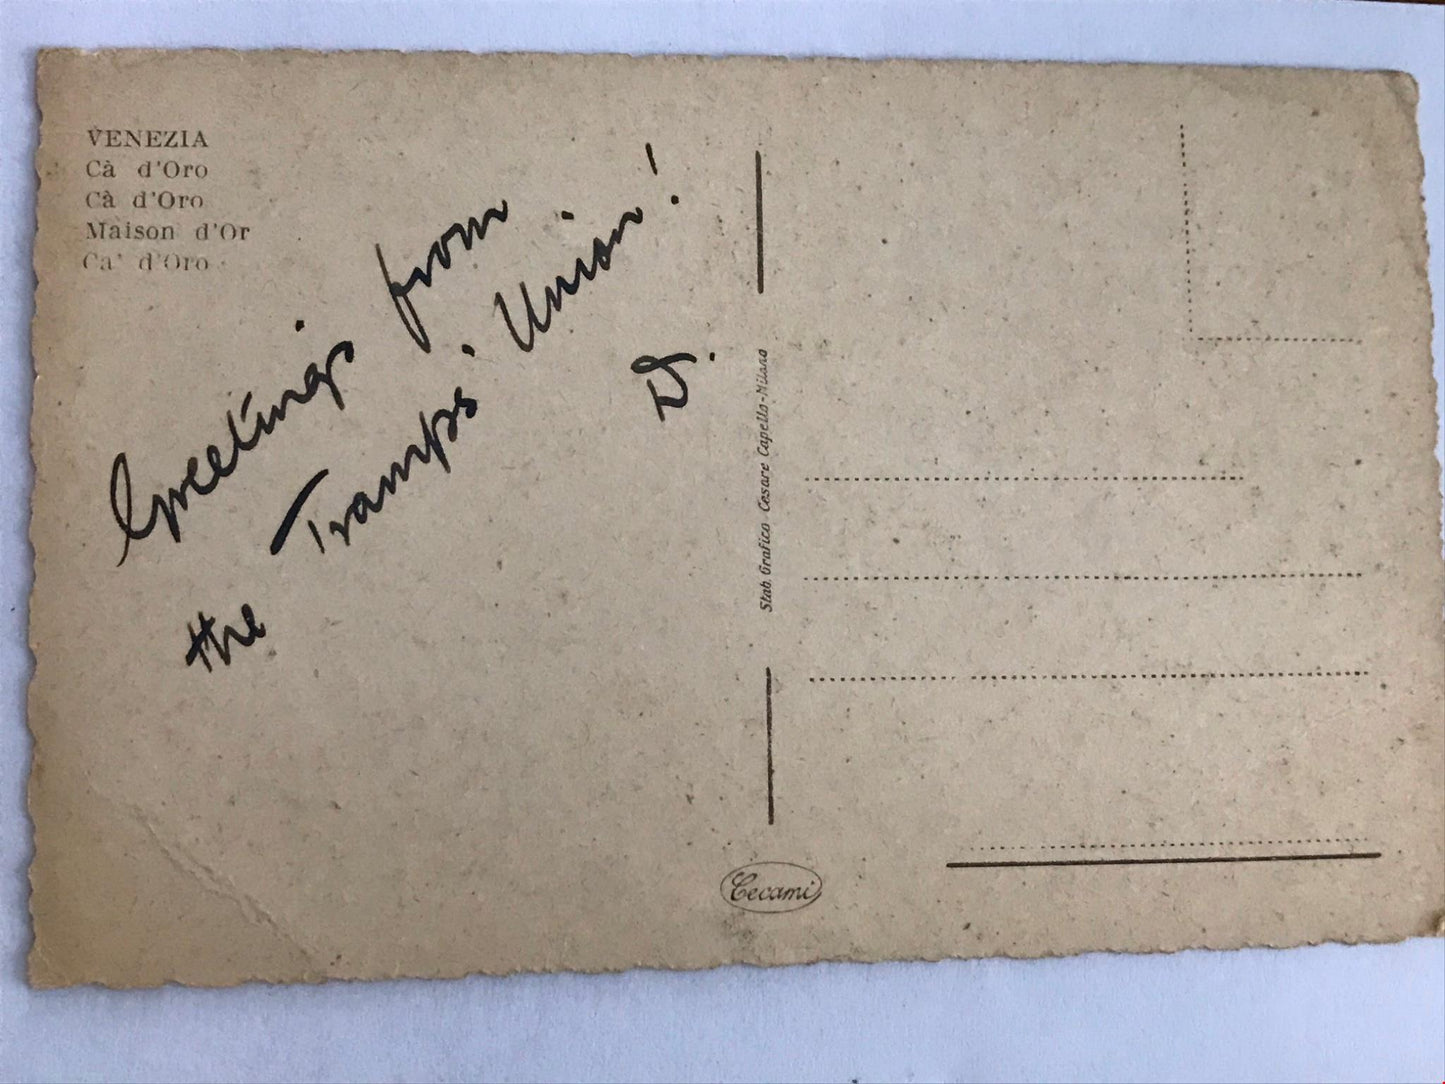 VENEZIA
Cà d'Oro
Cà d'Oro
Maison d'Or
Ca' d'Oro
Greetings from
the Tramps' Union!
D.
Stab. Grafico Cesare Capello-Milano
Cecami